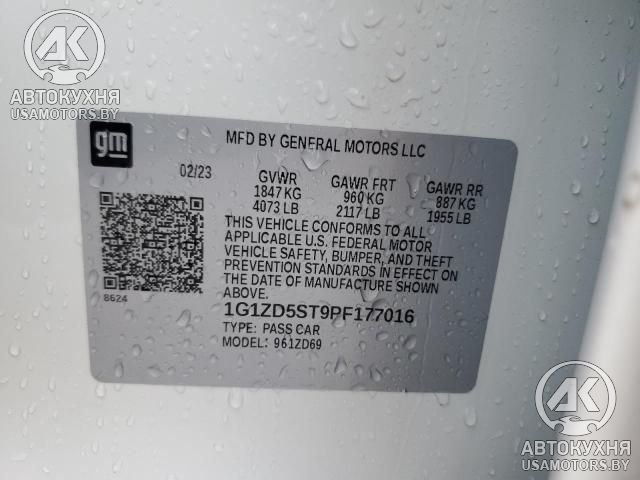 AK
АВТОКУХНЯ
USAMOTORS.BY
gm
MFD BY GENERAL MOTORS LLC
02/23
GVWR GAWR FRT GAWR RR
1847 KG 960 KG 887 KG
4073 LB 2117 LB 1955 LB
THIS VEHICLE CONFORMS TO ALL
APPLICABLE U.S. FEDERAL MOTOR
VEHICLE SAFETY, BUMPER, AND THEFT
PREVENTION STANDARDS IN EFFECT ON
THE DATE OF MANUFACTURE SHOWN
ABOVE.
8624
1G1ZD5ST9PF177016
TYPE: PASS CAR
MODEL: 961ZD69
AK
АВТОКУХНЯ
USAMOTORS.BY